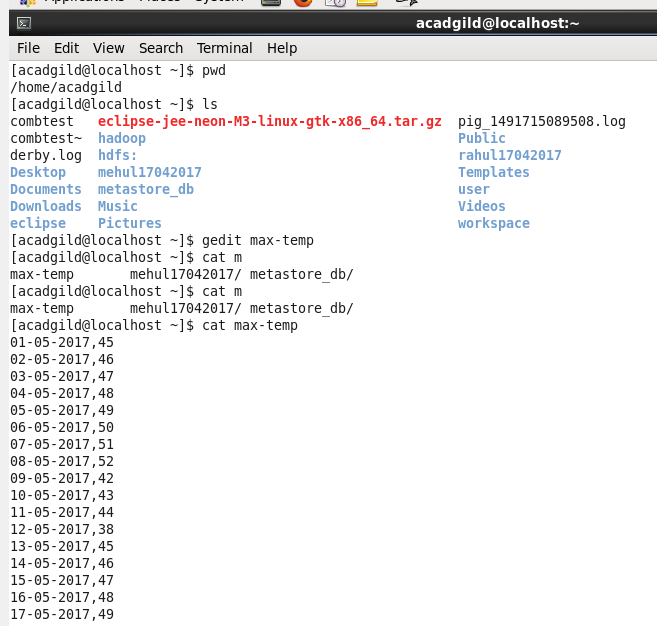 acadgild@localhost:~
File Edit View Search Terminal Help
[acadgild@localhost ~]$ pwd
/home/acadgild
[acadgild@localhost ~]$ ls
combtest eclipse-jee-neon-M3-linux-gtk-x86_64.tar.gz pig_1491715089508.log
combtest~ hadoop Public
derby.log hdfs: rahul17042017
Desktop mehul17042017 Templates
Documents metastore_db user
Downloads Music Videos
eclipse Pictures workspace
[acadgild@localhost ~]$ gedit max-temp
[acadgild@localhost ~]$ cat m
max-temp mehul17042017/ metastore_db/
[acadgild@localhost ~]$ cat m
max-temp mehul17042017/ metastore_db/
[acadgild@localhost ~]$ cat max-temp
01-05-2017,45
02-05-2017,46
03-05-2017,47
04-05-2017,48
05-05-2017,49
06-05-2017,50
07-05-2017,51
08-05-2017,52
09-05-2017,42
10-05-2017,43
11-05-2017,44
12-05-2017,38
13-05-2017,45
14-05-2017,46
15-05-2017,47
16-05-2017,48
17-05-2017,49